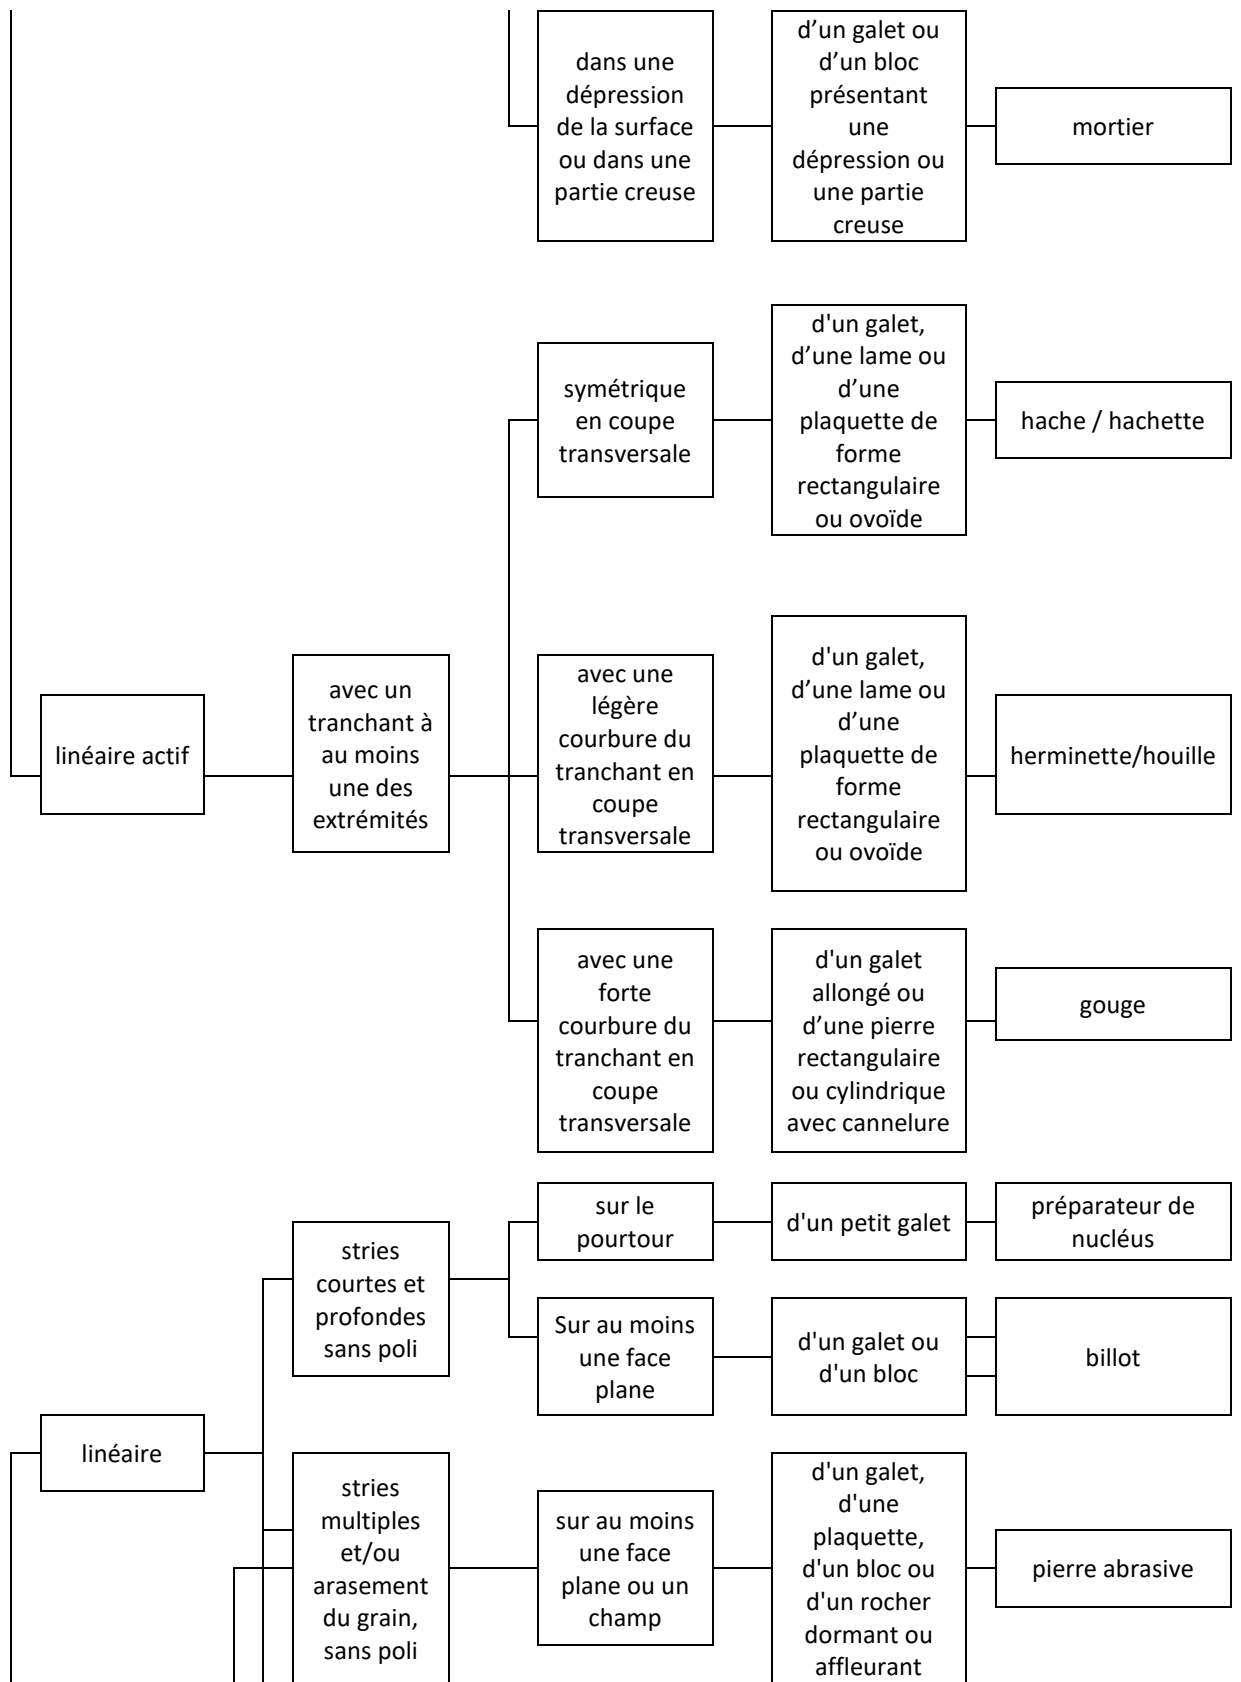 dans une
dépression
de la surface
ou dans une
partie creuse
d’un galet ou
d’un bloc
présentant
une
dépression ou
une partie
creuse
mortier
linéaire actif
avec un
tranchant à
au moins
une des
extrémités
symétrique
en coupe
transversale
d'un galet,
d’une lame ou
d’une
plaquette de
forme
rectangulaire
ou ovoïde
hache / hachette
avec une
légère
courbure du
tranchant en
coupe
transversale
d'un galet,
d’une lame ou
d’une
plaquette de
forme
rectangulaire
ou ovoïde
herminette/houille
avec une
forte
courbure du
tranchant en
coupe
transversale
d'un galet
allongé ou
d’une pierre
rectangulaire
ou cylindrique
avec cannelure
gouge
linéaire
stries
courtes et
profondes
sans poli
sur le
pourtour
d'un petit galet
préparateur de
nucléus
Sur au moins
une face
plane
d'un galet ou
d'un bloc
billot
stries
multiples
et/ou
arasement
du grain,
sans poli
sur au moins
une face
plane ou un
champ
d'un galet,
d'une
plaquette,
d'un bloc ou
d'un rocher
dormant ou
affleurant
pierre abrasive